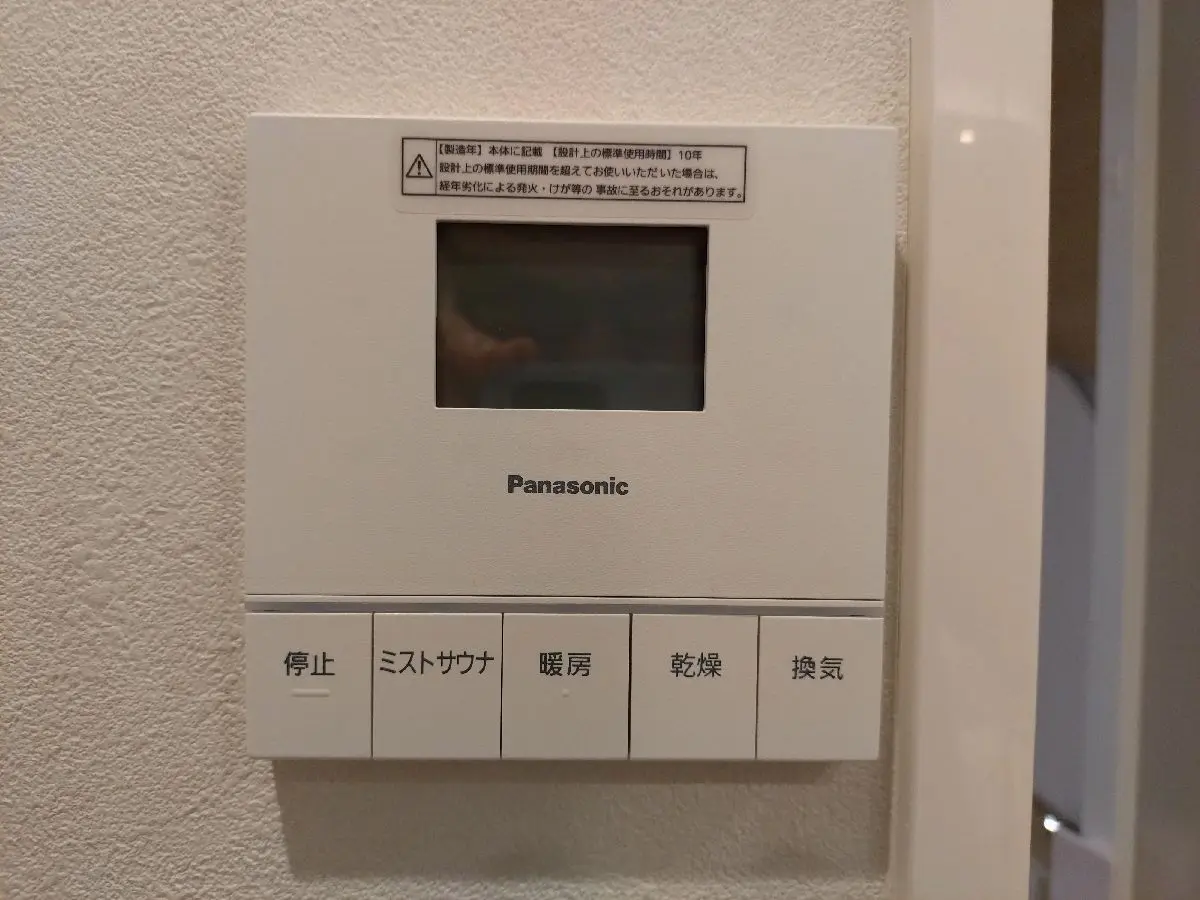 【製造年】本体に記載 【設計上の標準使用時間】10年
設計上の標準使用期間を超えてお使いいただいた場合は、
経年劣化による発火・けが等の事故に至るおそれがあります。
Panasonic
停止 ミストサウナ 暖房 乾燥 換気